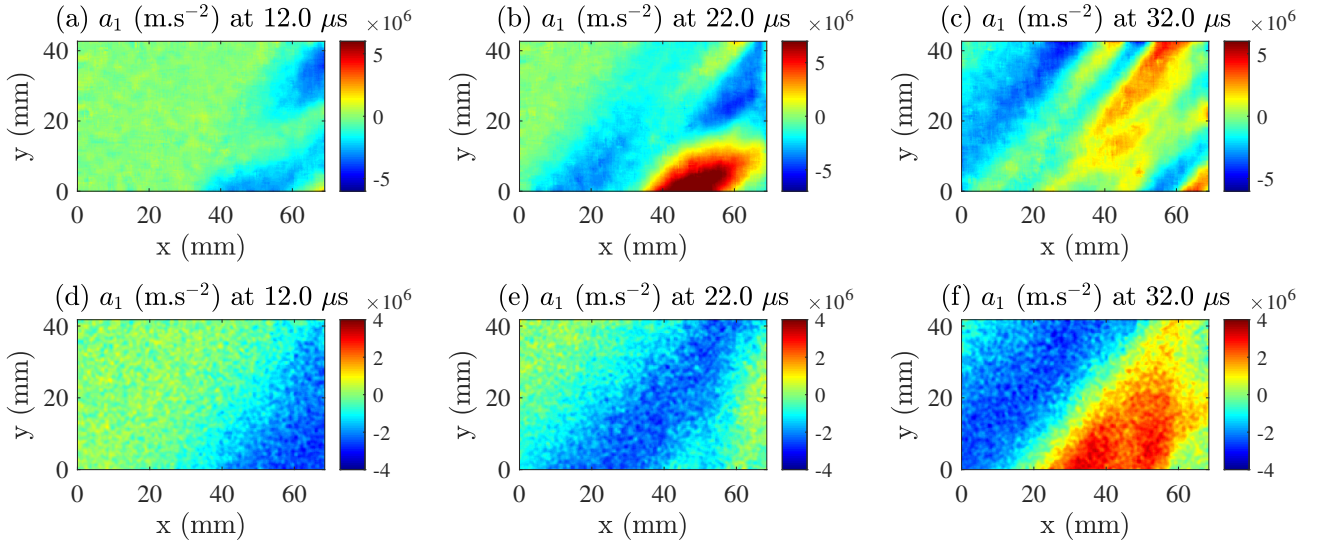 (a) a₁ (m.s⁻²) at 12.0 μs ×10⁶
(b) a₁ (m.s⁻²) at 22.0 μs ×10⁶
(c) a₁ (m.s⁻²) at 32.0 μs ×10⁶
y (mm)
40
20
0
0 20 40 60
x (mm)
5
0
-5
y (mm)
40
20
0
0 20 40 60
x (mm)
5
0
-5
y (mm)
40
20
0
0 20 40 60
x (mm)
5
0
-5
(d) a₁ (m.s⁻²) at 12.0 μs ×10⁶
(e) a₁ (m.s⁻²) at 22.0 μs ×10⁶
(f) a₁ (m.s⁻²) at 32.0 μs ×10⁶
y (mm)
40
20
0
0 20 40 60
x (mm)
4
2
0
-2
-4
y (mm)
40
20
0
0 20 40 60
x (mm)
4
2
0
-2
-4
y (mm)
40
20
0
0 20 40 60
x (mm)
4
2
0
-2
-4